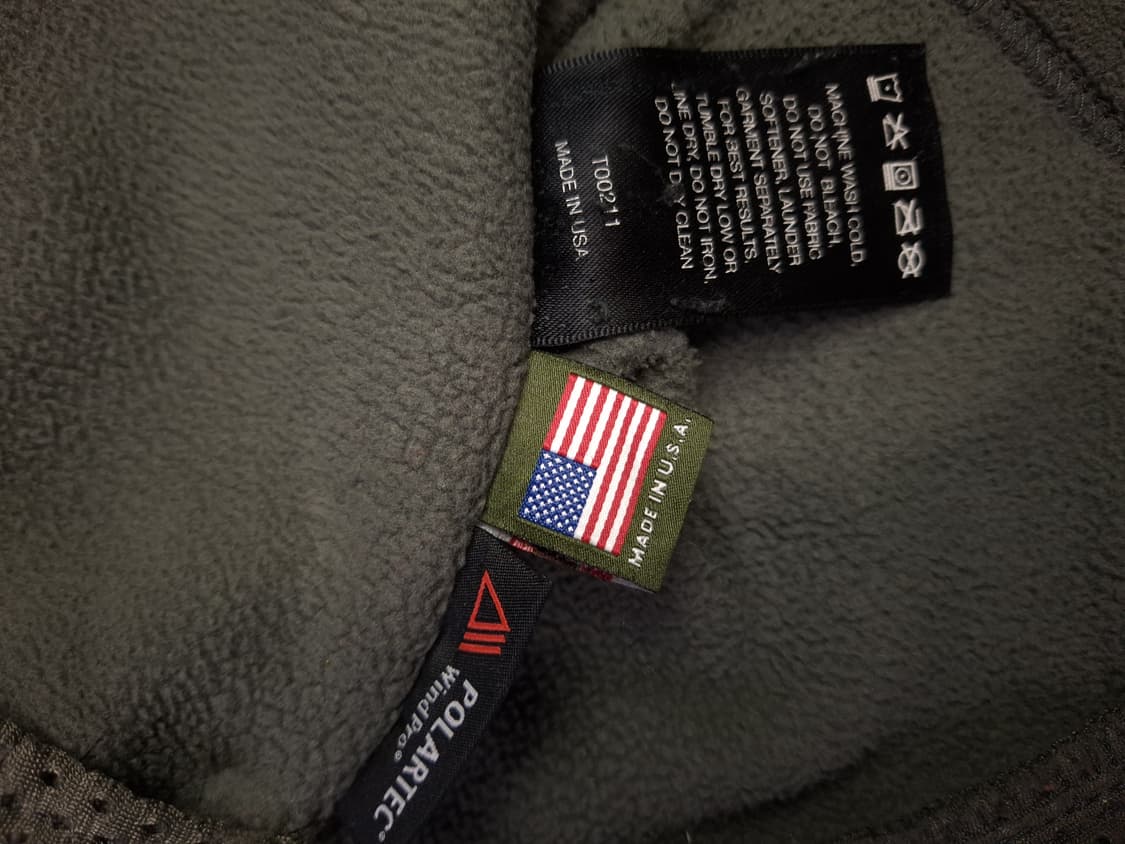 MACHINE WASH COLD,
DO NOT BLEACH,
DO NOT USE FABRIC
SOFTENER, LAUNDER
GARMENT SEPARATELY
FOR BEST RESULTS.
TUMBLE DRY LOW OR
LINE DRY, DO NOT IRON,
DO NOT DRY CLEAN
T00211
MADE IN USA
MADE IN U.S.A.
POLARTEC®
Wind Pro®